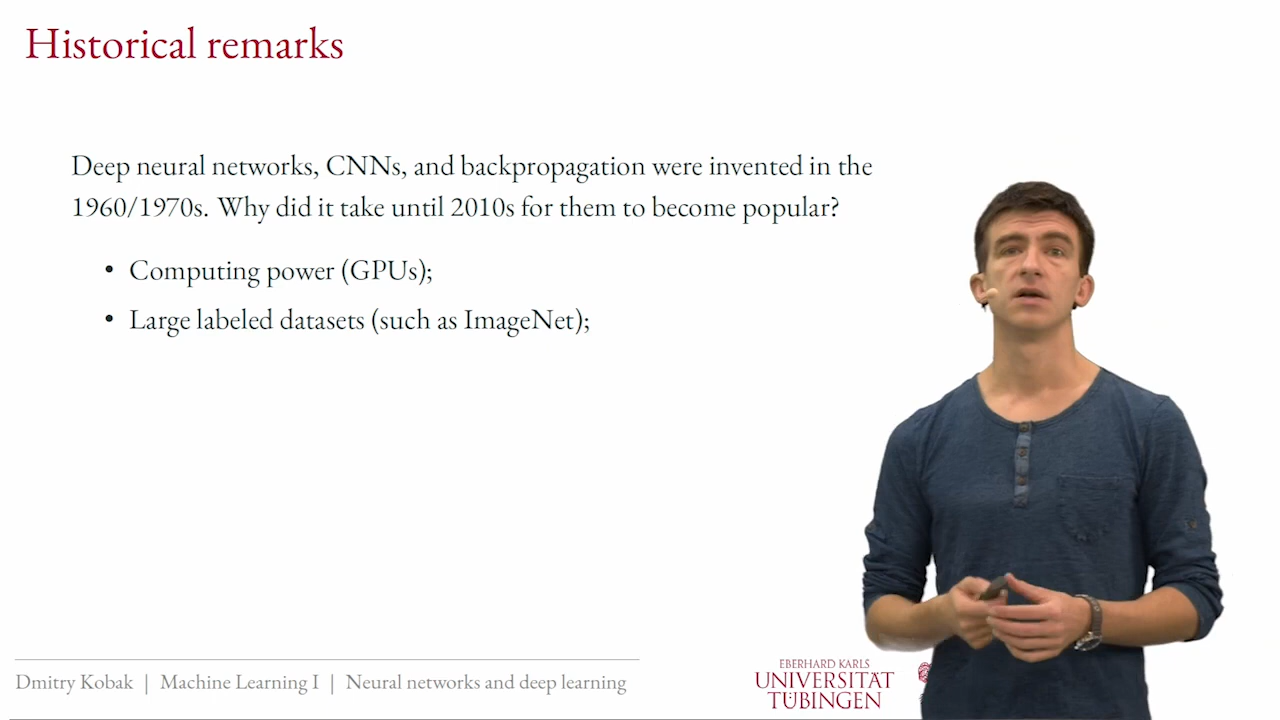 Historical remarks
Deep neural networks, CNNs, and backpropagation were invented in the
1960/1970s. Why did it take until 2010s for them to become popular?
• Computing power (GPUs);
• Large labeled datasets (such as ImageNet);
Dmitry Kobak | Machine Learning I | Neural networks and deep learning
EBERHARD KARLS
UNIVERSITÄT
TÜBINGEN